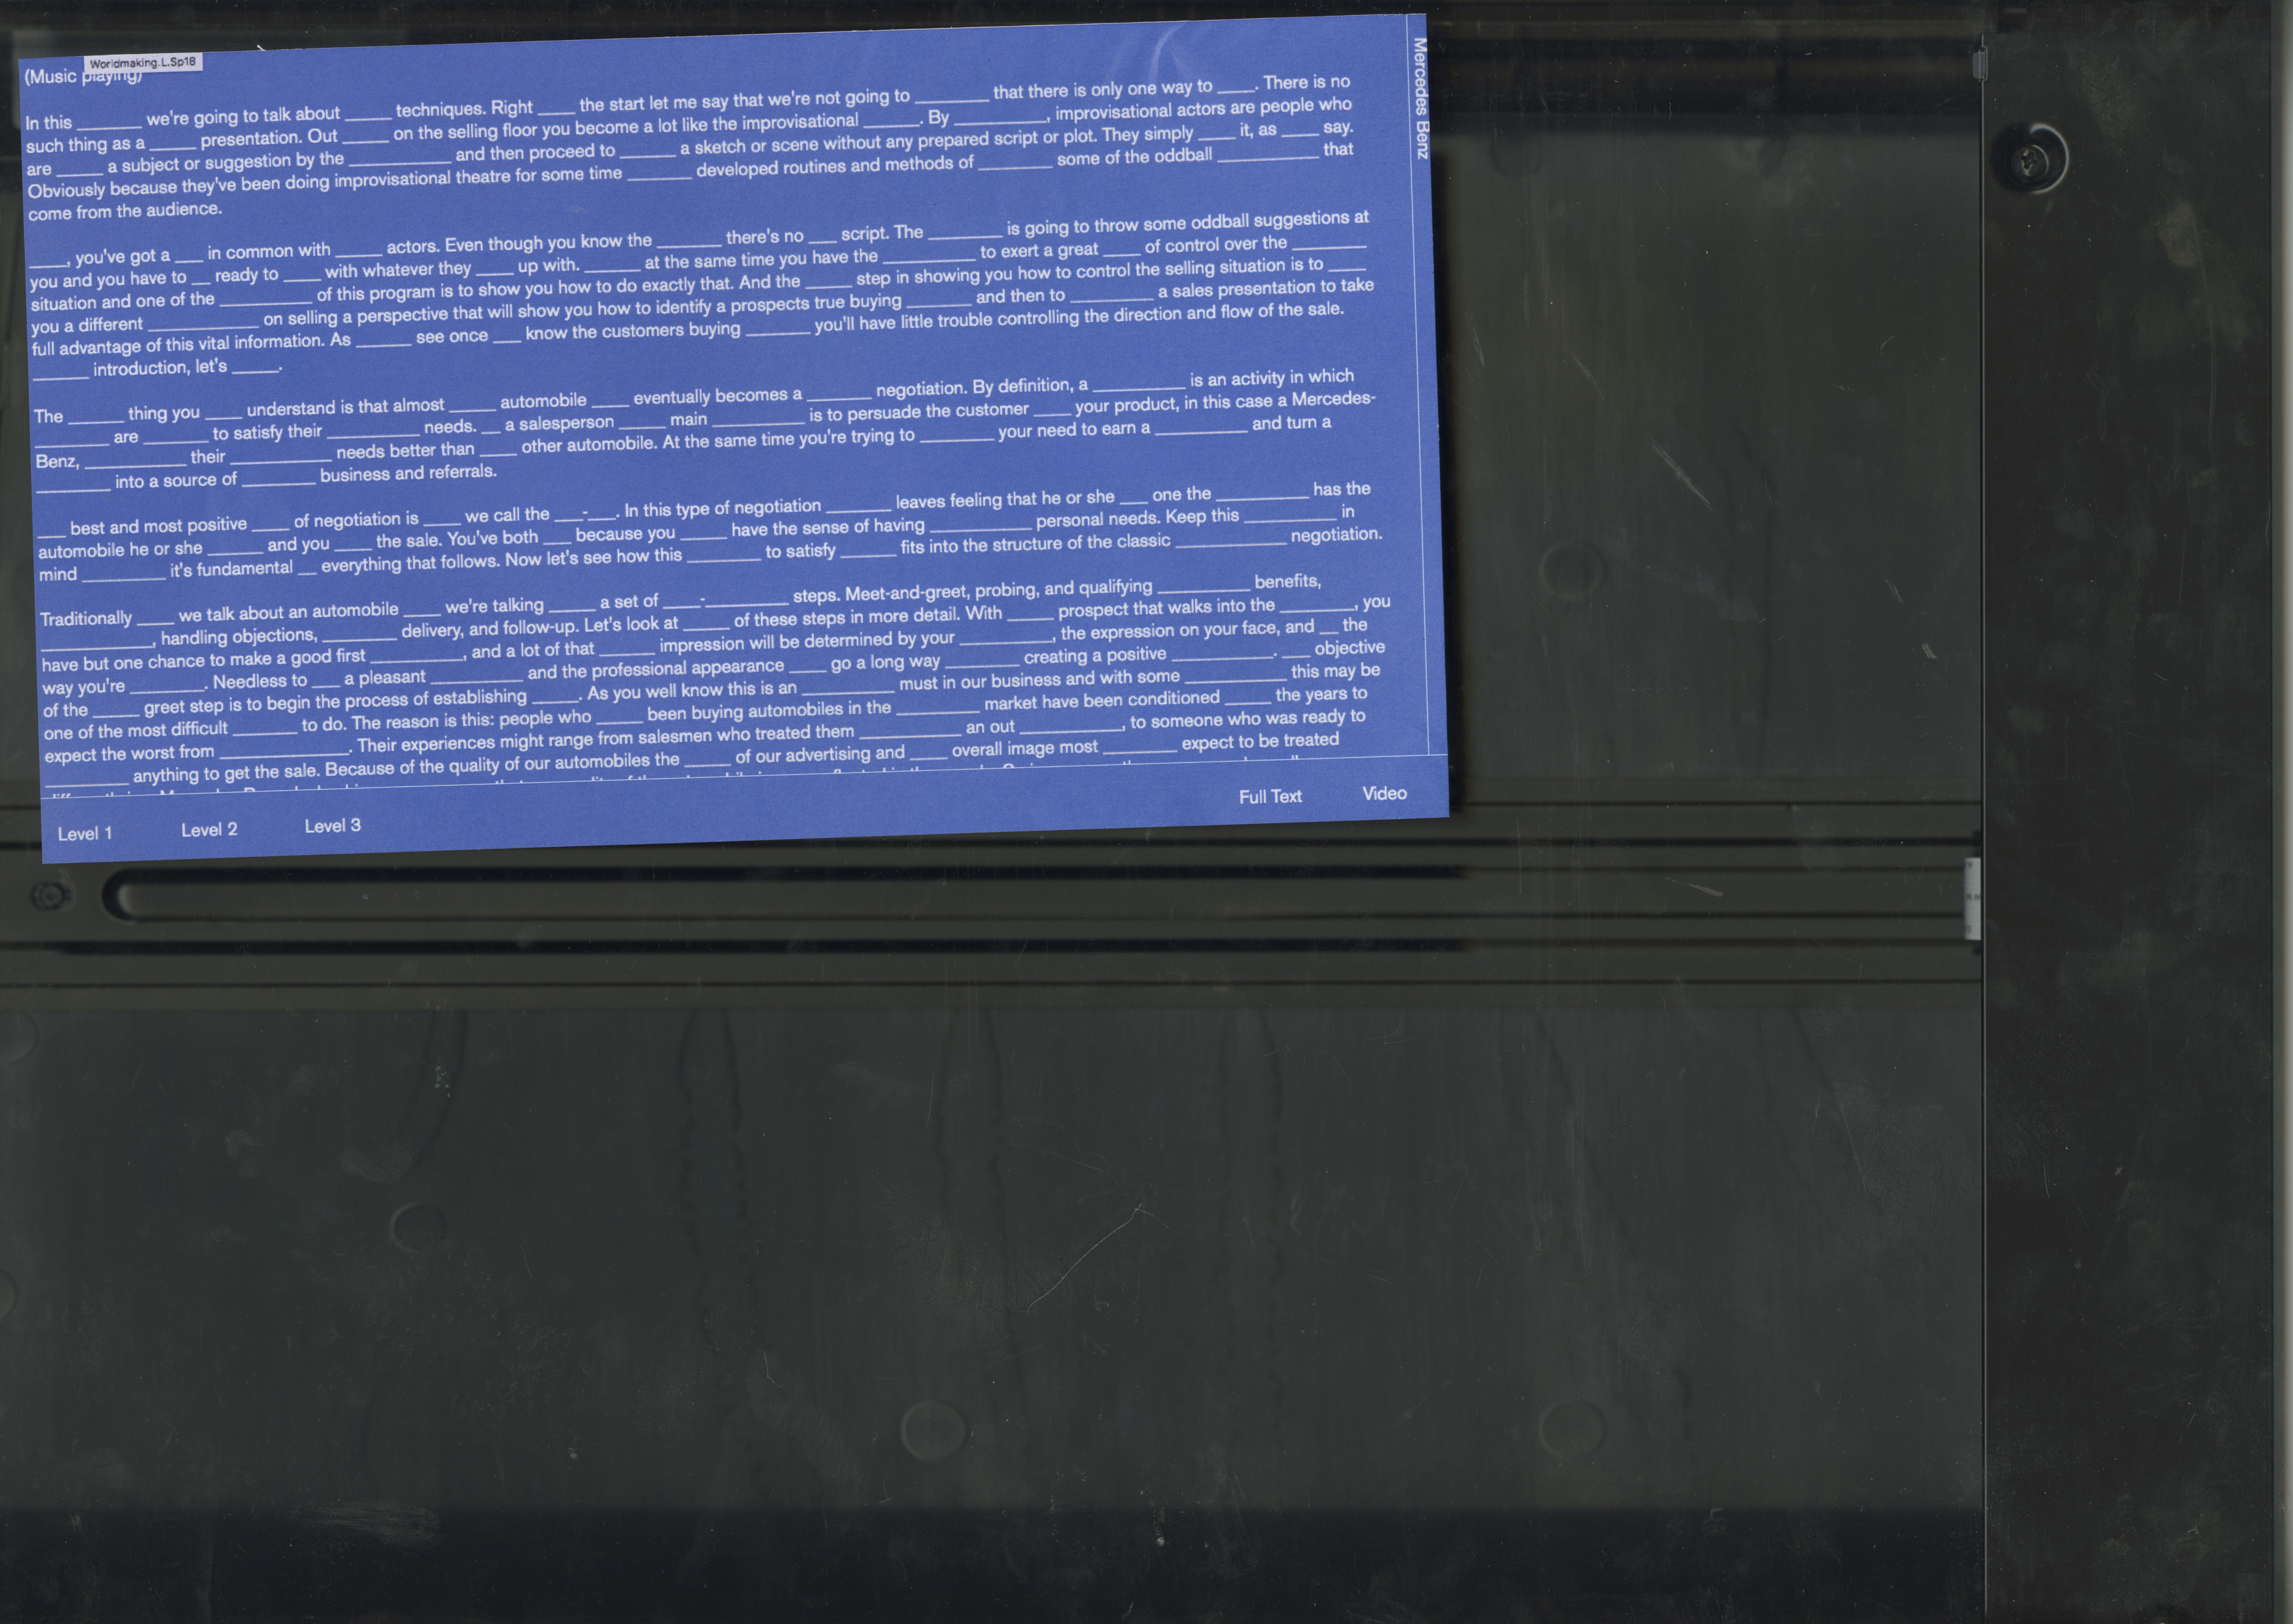 Worldmaking.L.Sp18
(Music playing)
In this _______ we're going to talk about _____ techniques. Right ____ the start let me say that we're not going to ________ that there is only one way to ____. There is no
such thing as a _____ presentation. Out _____ on the selling floor you become a lot like the improvisational ______. By __________, improvisational actors are people who
are _____ a subject or suggestion by the ___________ and then proceed to ______ a sketch or scene without any prepared script or plot. They simply ____ it, as ____ say.
Obviously because they've been doing improvisational theatre for some time _______ developed routines and methods of ________ some of the oddball ___________ that
come from the audience.
____, you've got a ___ in common with _____ actors. Even though you know the _______ there's no ___ script. The ________ is going to throw some oddball suggestions at
you and you have to __ ready to ____ with whatever they ____ up with. ______ at the same time you have the __________ to exert a great ____ of control over the ________
situation and one of the __________ of this program is to show you how to do exactly that. And the _____ step in showing you how to control the selling situation is to ____
you a different ____________ on selling a perspective that will show you how to identify a prospects true buying _______ and then to _________ a sales presentation to take
full advantage of this vital information. As ______ see once ___ know the customers buying _______ you'll have little trouble controlling the direction and flow of the sale.
______ introduction, let's _____.
The ______ thing you ____ understand is that almost _____ automobile ____ eventually becomes a _______ negotiation. By definition, a __________ is an activity in which
________ are _______ to satisfy their __________ needs. __ a salesperson _____ main __________ is to persuade the customer ____ your product, in this case a Mercedes-
Benz, ___________ their ___________ needs better than ____ other automobile. At the same time you're trying to ________ your need to earn a __________ and turn a
________ into a source of ________ business and referrals.
___ best and most positive ____ of negotiation is ____ we call the ___-___. In this type of negotiation _______ leaves feeling that he or she ___ one the __________ has the
automobile he or she ______ and you ____ the sale. You've both ___ because you _____ have the sense of having ___________ personal needs. Keep this __________ in
mind _________ it's fundamental __ everything that follows. Now let's see how this ________ to satisfy ______ fits into the structure of the classic ____________ negotiation.
Traditionally ____ we talk about an automobile ____ we're talking _____ a set of ____-_________ steps. Meet-and-greet, probing, and qualifying __________ benefits,
____________, handling objections, ________ delivery, and follow-up. Let's look at _____ of these steps in more detail. With _____ prospect that walks into the ________, you
have but one chance to make a good first __________, and a lot of that ______ impression will be determined by your __________, the expression on your face, and __ the
way you're ________. Needless to ___ a pleasant __________ and the professional appearance ____ go a long way ________ creating a positive ___________. ___ objective
of the _____ greet step is to begin the process of establishing _____. As you well know this is an __________ must in our business and with some ___________ this may be
one of the most difficult _______ to do. The reason is this: people who _____ been buying automobiles in the _________ market have been conditioned _____ the years to
expect the worst from ______________. Their experiences might range from salesmen who treated them ___________ an out ___________, to someone who was ready to
_________ anything to get the sale. Because of the quality of our automobiles the _____ of our advertising and ____ overall image most ________ expect to be treated
Mercedes Benz
Level 1
Level 2
Level 3
Full Text
Video